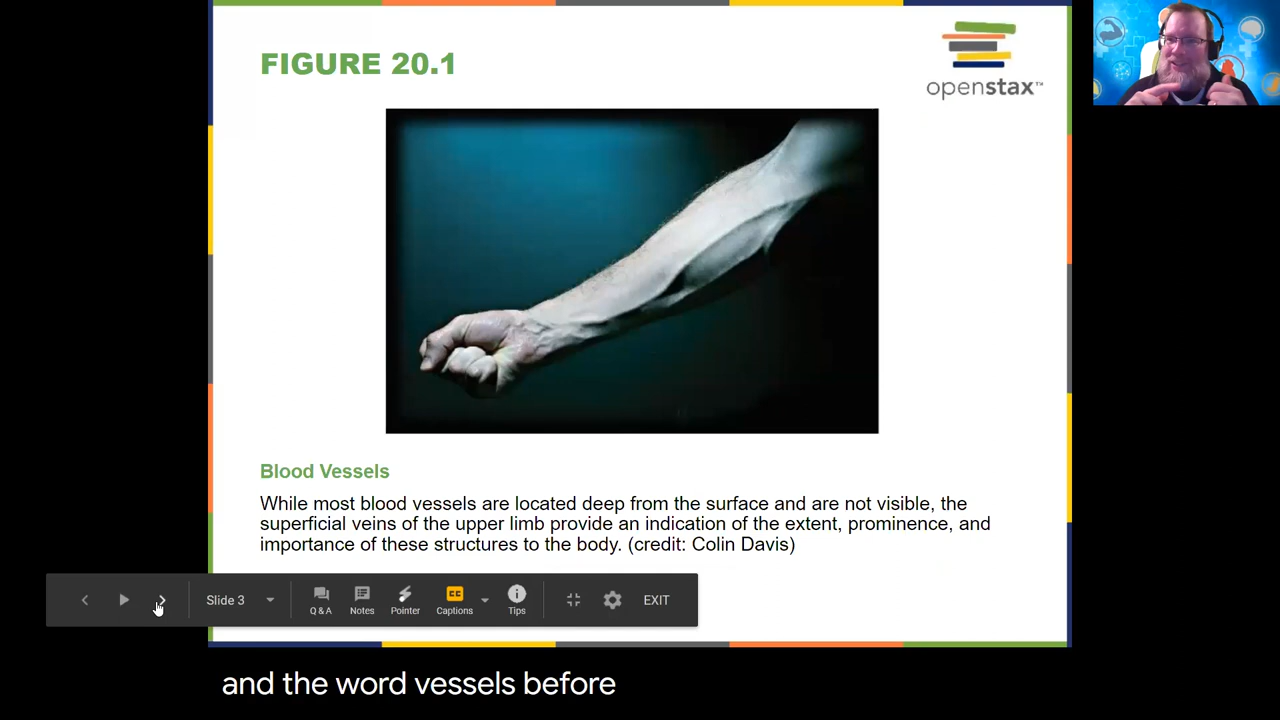 FIGURE 20.1
openstax™
Blood Vessels
While most blood vessels are located deep from the surface and are not visible, the
superficial veins of the upper limb provide an indication of the extent, prominence, and
importance of these structures to the body. (credit: Colin Davis)
Slide 3
Q & A
Notes
Pointer
CC
Captions
Tips
EXIT
and the word vessels before